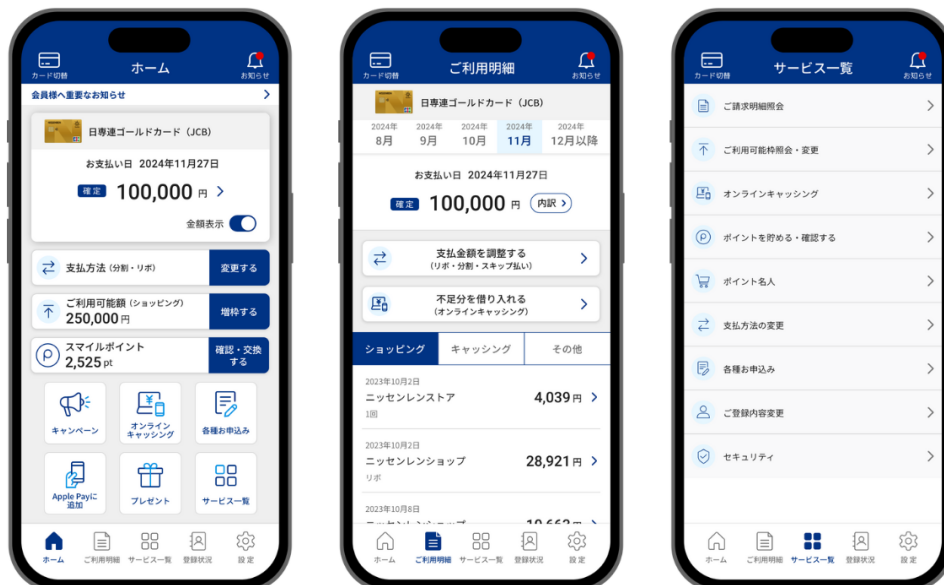 カード切替
ホーム
お知らせ
会員様へ重要なお知らせ
日専連ゴールドカード（JCB）
お支払い日 2024年11月27日
確定 100,000 円
金額表示
支払方法 (分割・リボ)
変更する
ご利用可能額 (ショッピング)
250,000 円
増枠する
スマイルポイント
2,525 pt
確認・交換
する
キャンペーン
オンライン
キャッシング
各種お申込み
Apple Payに
追加
プレゼント
サービス一覧
ホーム
ご利用明細
サービス一覧
登録状況
設定
カード切替
ご利用明細
お知らせ
日専連ゴールドカード（JCB）
2024年 2024年 2024年 2024年 2024年
8月 9月 10月 11月 12月以降
お支払い日 2024年11月27日
確定 100,000 円 内訳
支払金額を調整する
(リボ・分割・スキップ払い)
不足分を借り入れる
(オンラインキャッシング)
ショッピング
キャッシング
その他
2023年10月2日
ニッセンレンストア
4,039 円
1回
2023年10月2日
ニッセンレンショップ
28,921 円
リボ
2023年10月8日
ホーム
ご利用明細
サービス一覧
登録状況
設定
カード切替
サービス一覧
お知らせ
ご請求明細照会
ご利用可能枠照会・変更
オンラインキャッシング
ポイントを貯める・確認する
ポイント名人
支払方法の変更
各種お申込み
ご登録内容変更
セキュリティ
ホーム
ご利用明細
サービス一覧
登録状況
設定